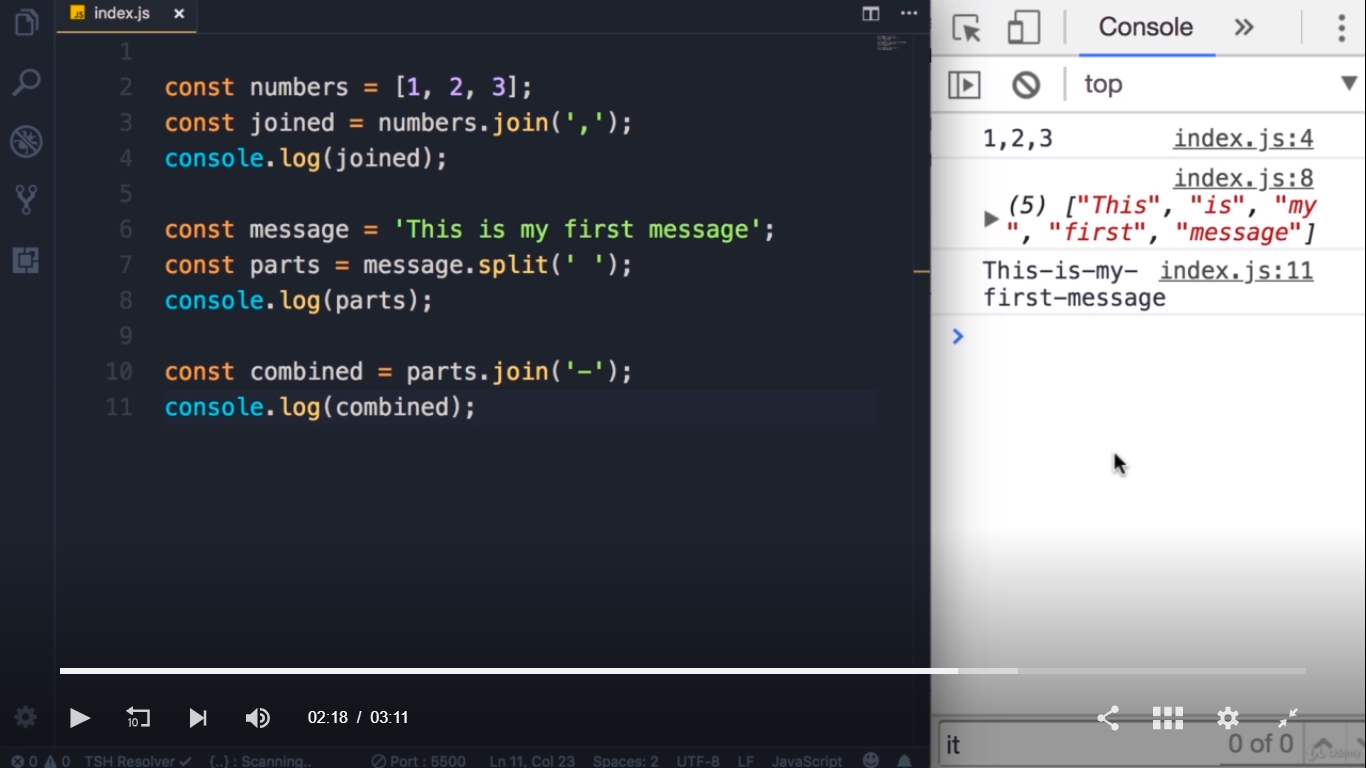 index.js
1
2 const numbers = [1, 2, 3];
3 const joined = numbers.join(',');
4 console.log(joined);
5
6 const message = 'This is my first message';
7 const parts = message.split(' ');
8 console.log(parts);
9
10 const combined = parts.join('-');
11 console.log(combined);
Console
top
1,2,3 index.js:4
index.js:8
(5) ["This", "is", "my
", "first", "message"]
This-is-my- index.js:11
first-message
10
02:18 / 03:11
it 0 of 0
0 0 TSH Resolver {..} : Scanning.. Port : 5500 Ln 11, Col 23 Spaces: 2 UTF-8 LF JavaScript